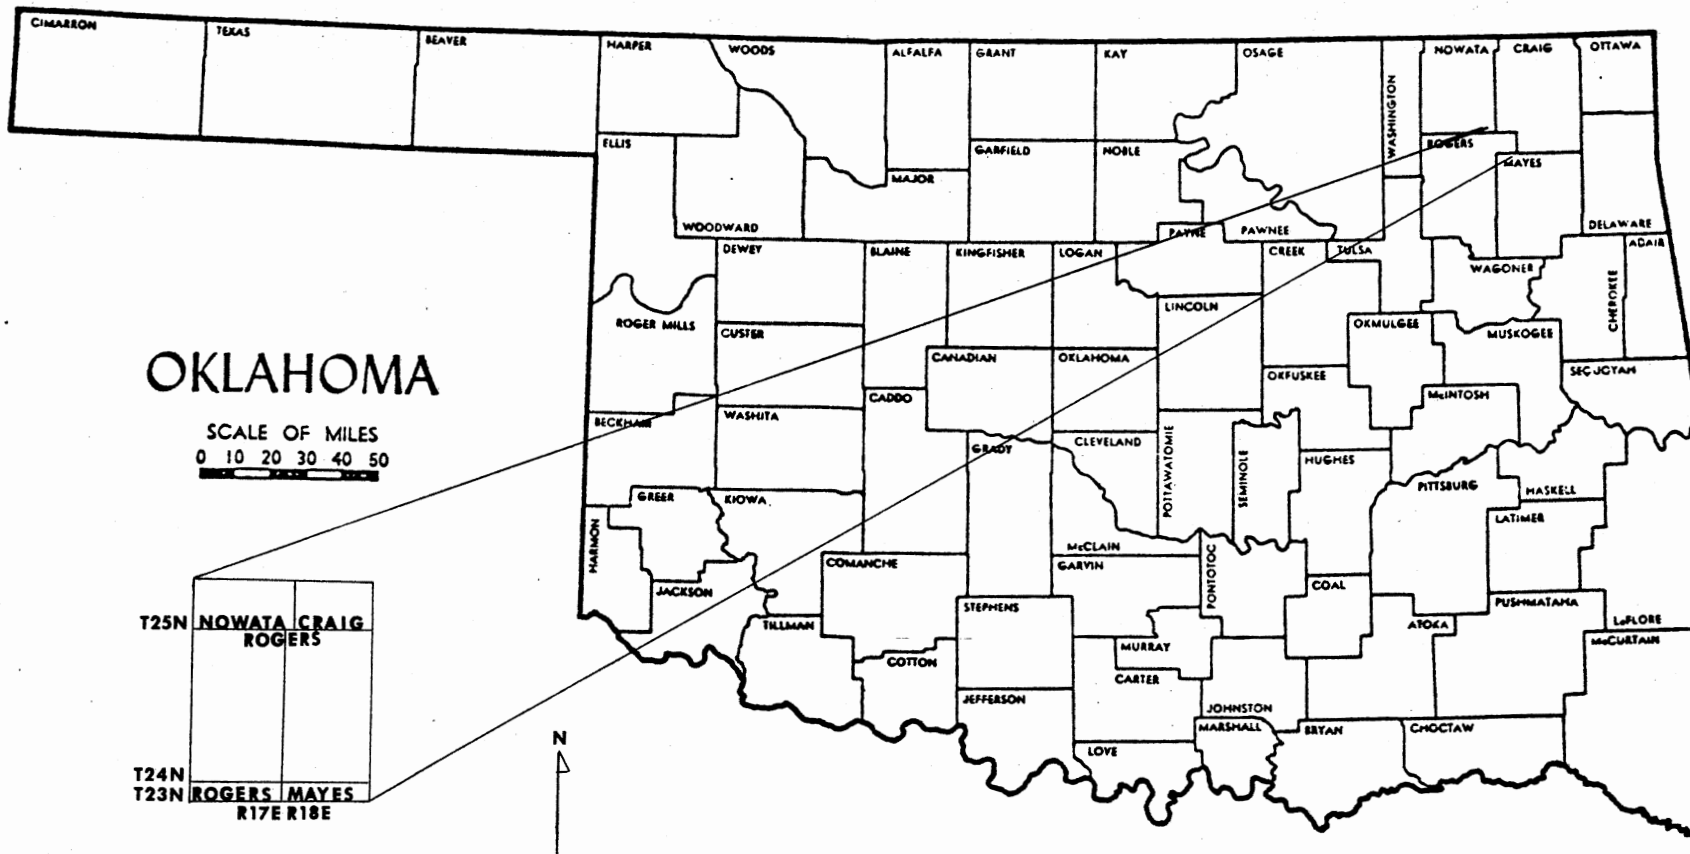 CIMARRON
TEXAS
BEAVER
HARPER
WOODS
ALFALFA
GRANT
KAY
OSAGE
WASHINGTON
NOWATA
CRAIG
OTTAWA
ELLIS
WOODWARD
MAJOR
GARFIELD
NOBLE
ROGERS
MAYES
DELAWARE
PAYNE
PAWNEE
DEWEY
BLAINE
KINGFISHER
LOGAN
CREEK
TULSA
WAGONER
CHEROKEE
ADAIR
ROGER MILLS
CUSTER
CANADIAN
OKLAHOMA
LINCOLN
OKMULGEE
MUSKOGEE
OKFUSKEE
McINTOSH
SEQUOYAH
OKLAHOMA
SCALE OF MILES
0 10 20 30 40 50
BECKHAM
WASHITA
CADDO
GRADY
CLEVELAND
POTTAWATOMIE
SEMINOLE
HUGHES
PITTSBURG
HASKELL
LATIMER
HARMON
GREER
KIOWA
JACKSON
COMANCHE
McCLAIN
GARVIN
PONTOTOC
COAL
PUSHMATAHA
LeFLORE
McCURTAIN
TILLMAN
COTTON
STEPHENS
JEFFERSON
MURRAY
CARTER
JOHNSTON
MARSHALL
LOVE
ATOKA
BRYAN
CHOCTAW
T25N NOWATA CRAIG
ROGERS
T24N
T23N ROGERS MAYES
R17E R18E
N